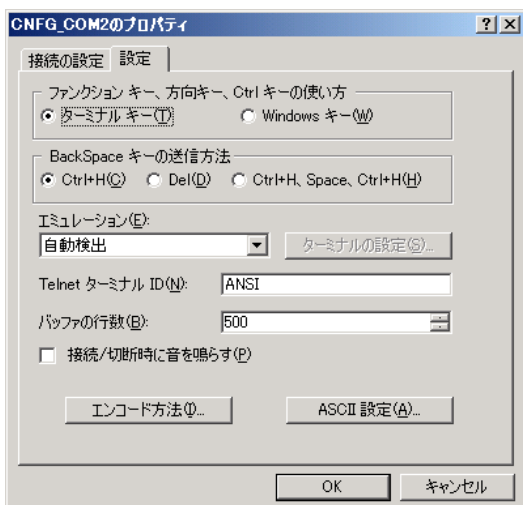 CNFG_COM2のプロパティ
接続の設定 設定
ファンクション キー、方向キー、Ctrl キーの使い方
ターミナル キー(T) Windows キー(W)
BackSpace キーの送信方法
Ctrl+H(C) Del(D) Ctrl+H、Space、Ctrl+H(H)
エミュレーション(E):
自動検出 ターミナルの設定(S)...
Telnet ターミナル ID(N): ANSI
バッファの行数(B): 500
接続/切断時に音を鳴らす(P)
エンコード方法(I)... ASCII 設定(A)...
OK キャンセル